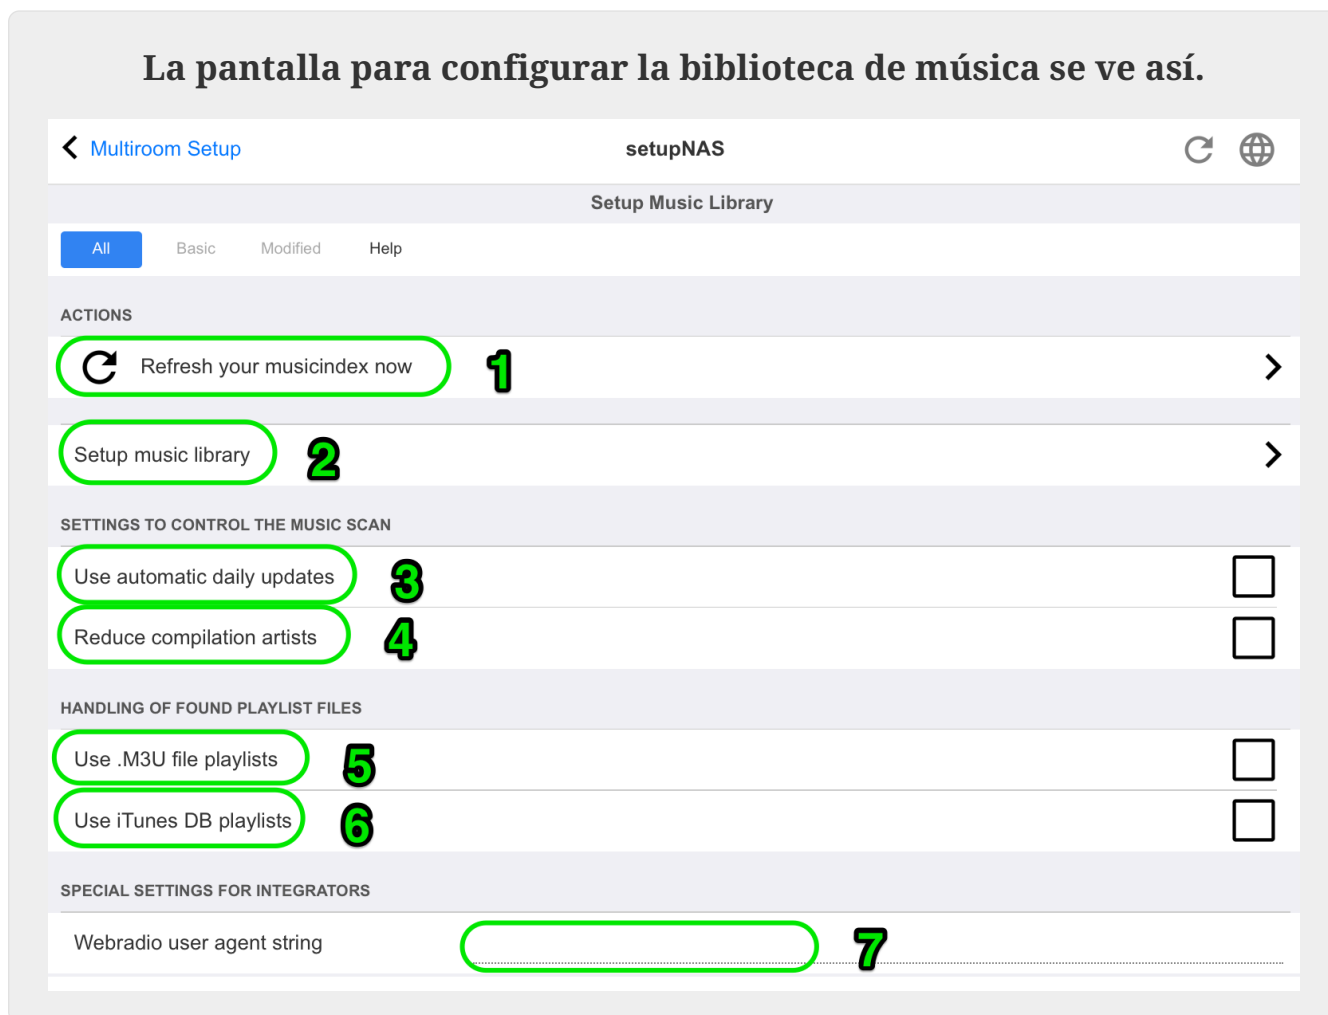 La pantalla para configurar la biblioteca de música se ve así.
Multiroom Setup setupNAS
Setup Music Library
All Basic Modified Help
ACTIONS
Refresh your musicindex now 1
Setup music library 2
SETTINGS TO CONTROL THE MUSIC SCAN
Use automatic daily updates 3
Reduce compilation artists 4
HANDLING OF FOUND PLAYLIST FILES
Use .M3U file playlists 5
Use iTunes DB playlists 6
SPECIAL SETTINGS FOR INTEGRATORS
Webradio user agent string 7